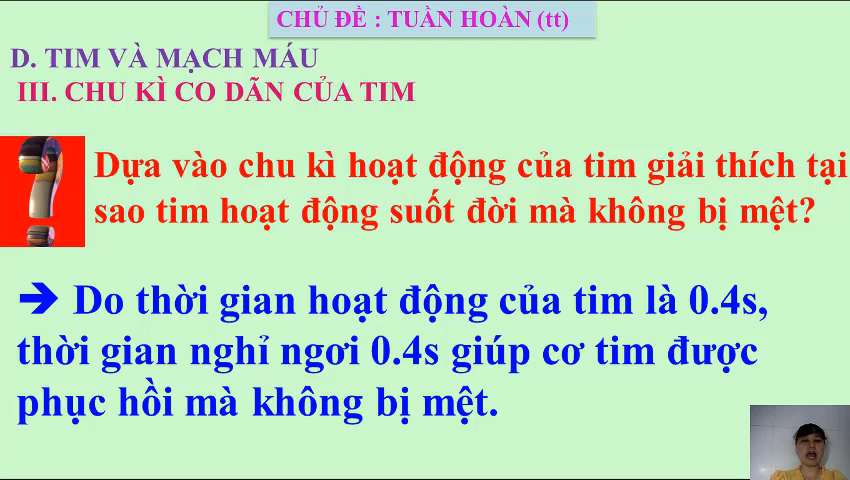 CHỦ ĐỀ : TUẦN HOÀN (tt)
D. TIM VÀ MẠCH MÁU
III. CHU KÌ CO DÃN CỦA TIM
Dựa vào chu kì hoạt động của tim giải thích tại
sao tim hoạt động suốt đời mà không bị mệt?
➔ Do thời gian hoạt động của tim là 0.4s,
thời gian nghỉ ngơi 0.4s giúp cơ tim được
phục hồi mà không bị mệt.